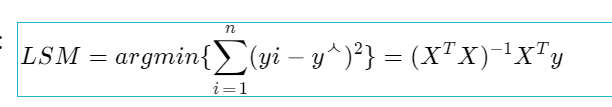 : LSM = argmin{∑_{i=1}^{n}(yi − y^⋏)²} = (X^T X)^{−1} X^T y